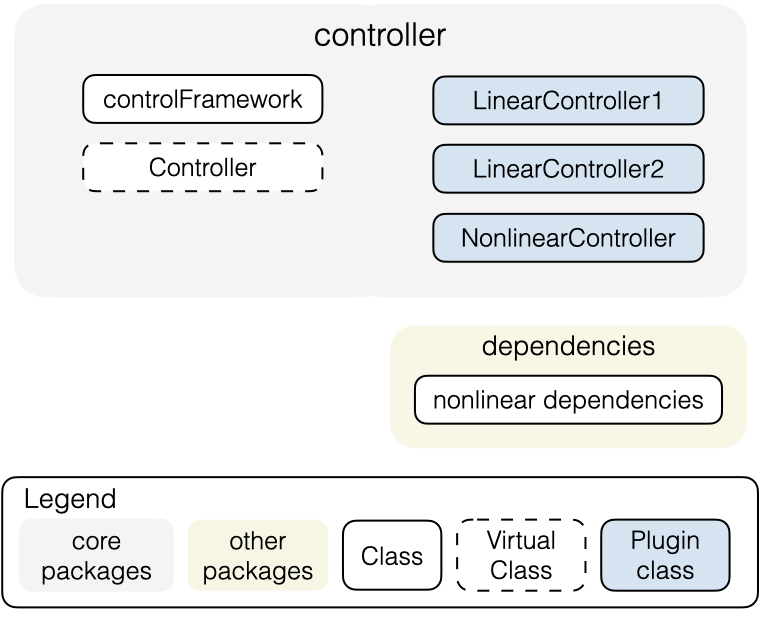 controller
controlFramework
Controller
LinearController1
LinearController2
NonlinearController
dependencies
nonlinear dependencies
Legend
core
packages
other
packages
Class
Virtual
Class
Plugin
class